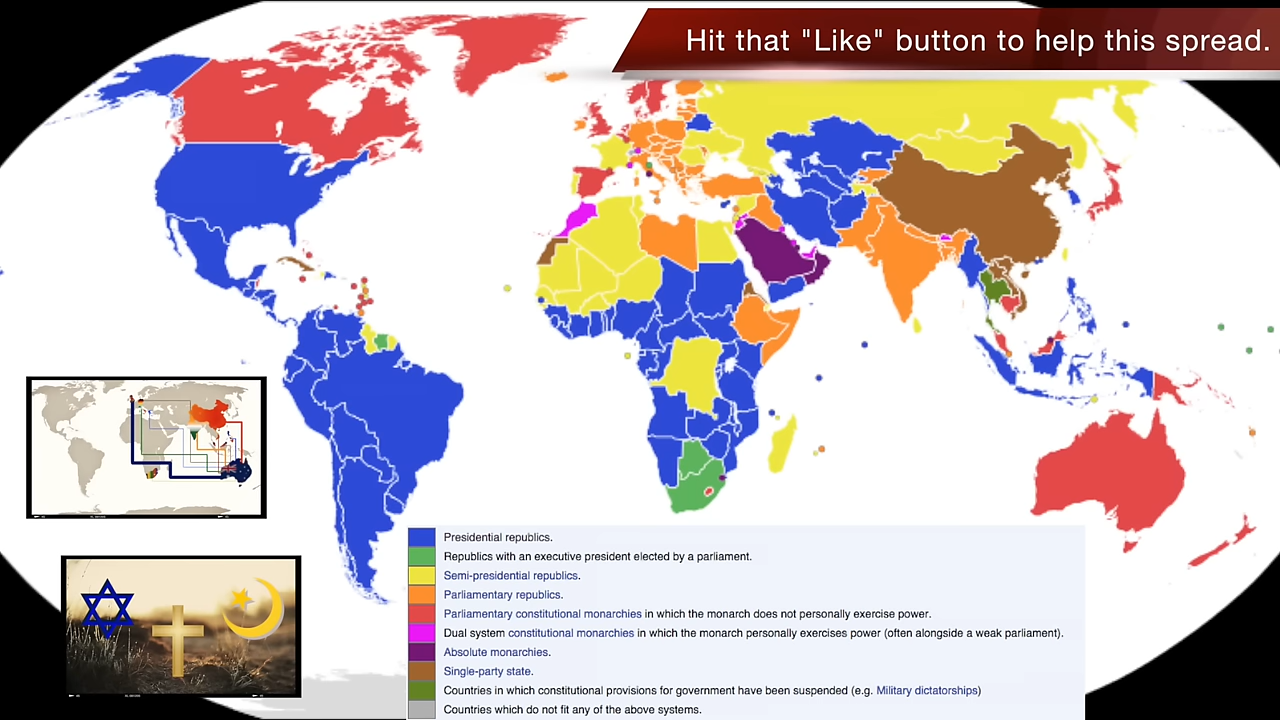 Hit that "Like" button to help this spread.
Presidential republics.
Republics with an executive president elected by a parliament.
Semi-presidential republics.
Parliamentary republics.
Parliamentary constitutional monarchies in which the monarch does not personally exercise power.
Dual system constitutional monarchies in which the monarch personally exercises power (often alongside a weak parliament).
Absolute monarchies.
Single-party state.
Countries in which constitutional provisions for government have been suspended (e.g. Military dictatorships)
Countries which do not fit any of the above systems.